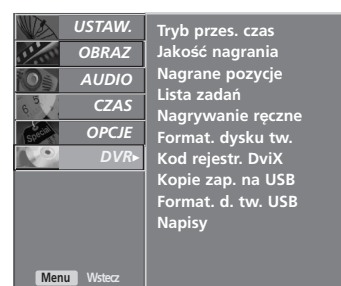 USTAW.
OBRAZ
AUDIO
CZAS
OPCJE
DVR
Tryb przes. czas
Jakość nagrania
Nagrane pozycje
Lista zadań
Nagrywanie ręczne
Format. dysku tw.
Kod rejestr. DviX
Kopie zap. na USB
Format. d. tw. USB
Napisy
Menu Wstecz